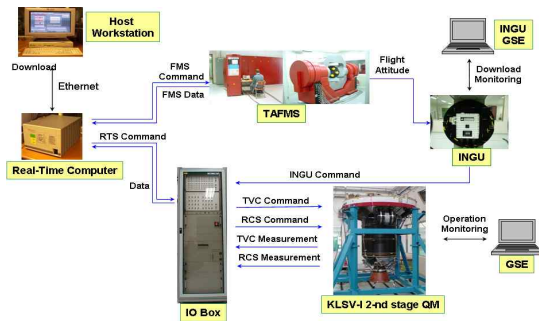 Host
Workstation
INGU
GSE
Download
Ethernet
FMS
Command
FMS Data
TAFMS
Flight
Attitude
Download
Monitoring
RTS Command
Real-Time Computer
INGU
Data
INGU Command
TVC Command
RCS Command
TVC Measurement
RCS Measurement
Operation
Monitoring
GSE
IO Box
KLSV-I 2-nd stage QM